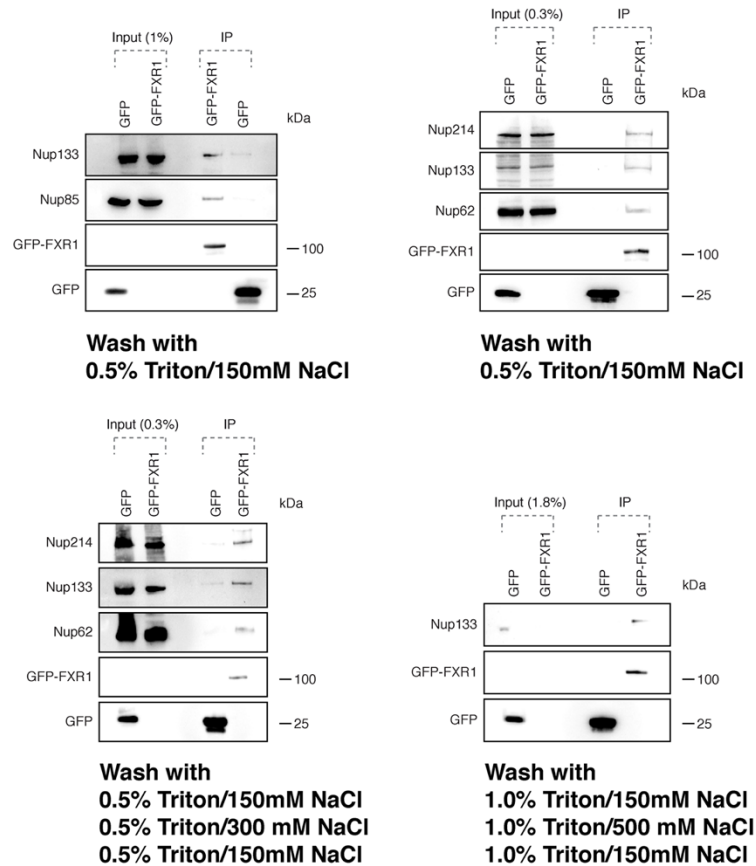 Input (1%) IP
GFP GFP-FXR1 GFP-FXR1 GFP
kDa
Nup133
Nup85
GFP-FXR1 100
GFP 25
Wash with
0.5% Triton/150mM NaCl
Input (0.3%) IP
GFP GFP-FXR1 GFP GFP-FXR1
kDa
Nup214
Nup133
Nup62
GFP-FXR1 100
GFP 25
Wash with
0.5% Triton/150mM NaCl
Input (0.3%) IP
GFP GFP-FXR1 GFP GFP-FXR1
kDa
Nup214
Nup133
Nup62
GFP-FXR1 100
GFP 25
Wash with
0.5% Triton/150mM NaCl
0.5% Triton/300 mM NaCl
0.5% Triton/150mM NaCl
Input (1.8%) IP
GFP GFP-FXR1 GFP GFP-FXR1
kDa
Nup133
GFP-FXR1 100
GFP 25
Wash with
1.0% Triton/150mM NaCl
1.0% Triton/500 mM NaCl
1.0% Triton/150mM NaCl